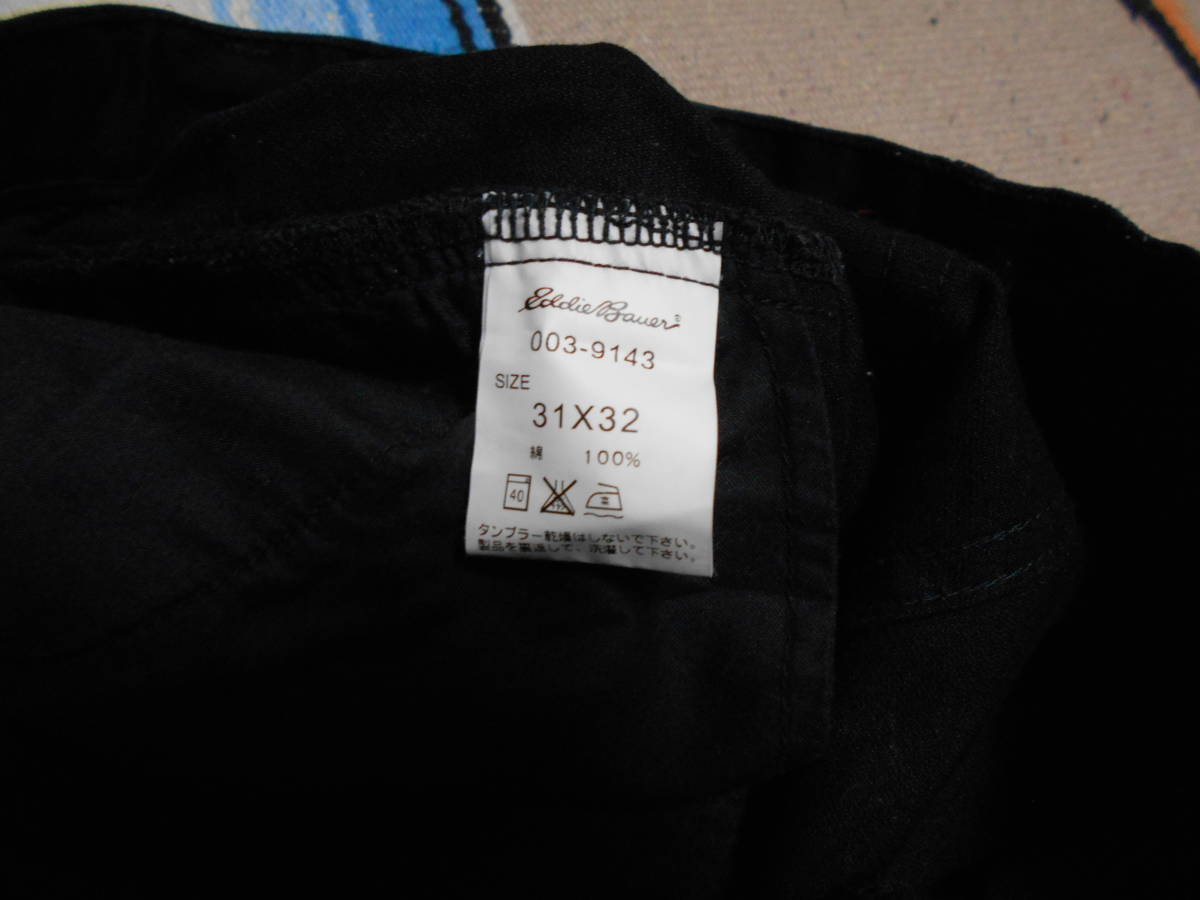 Eddie Bauer®
003-9143
SIZE
31X32
綿 100%
40
タンブラー乾燥はしないで下さい。
製品を裏返して、洗濯して下さい。